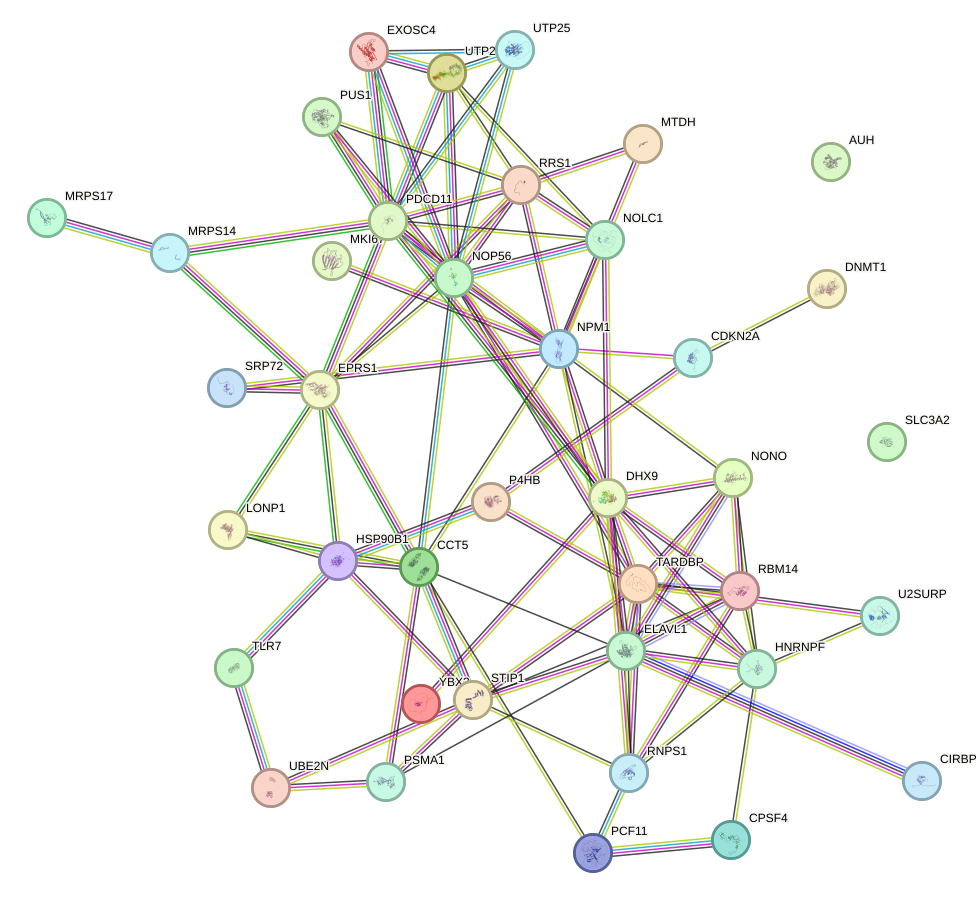 EXOSC4
UTP25
UTP2
PUS1
MTDH
AUH
RRS1
MRPS17
PDCD11
NOLC1
MRPS14
MKI67
NOP56
DNMT1
NPM1
CDKN2A
SRP72
EPRS1
SLC3A2
NONO
P4HB
DHX9
LONP1
HSP90B1
CCT5
TARDBP
RBM14
U2SURP
ELAVL1
TLR7
HNRNPF
YBX3
STIP1
RNPS1
CIRBP
UBE2N
PSMA1
CPSF4
PCF11